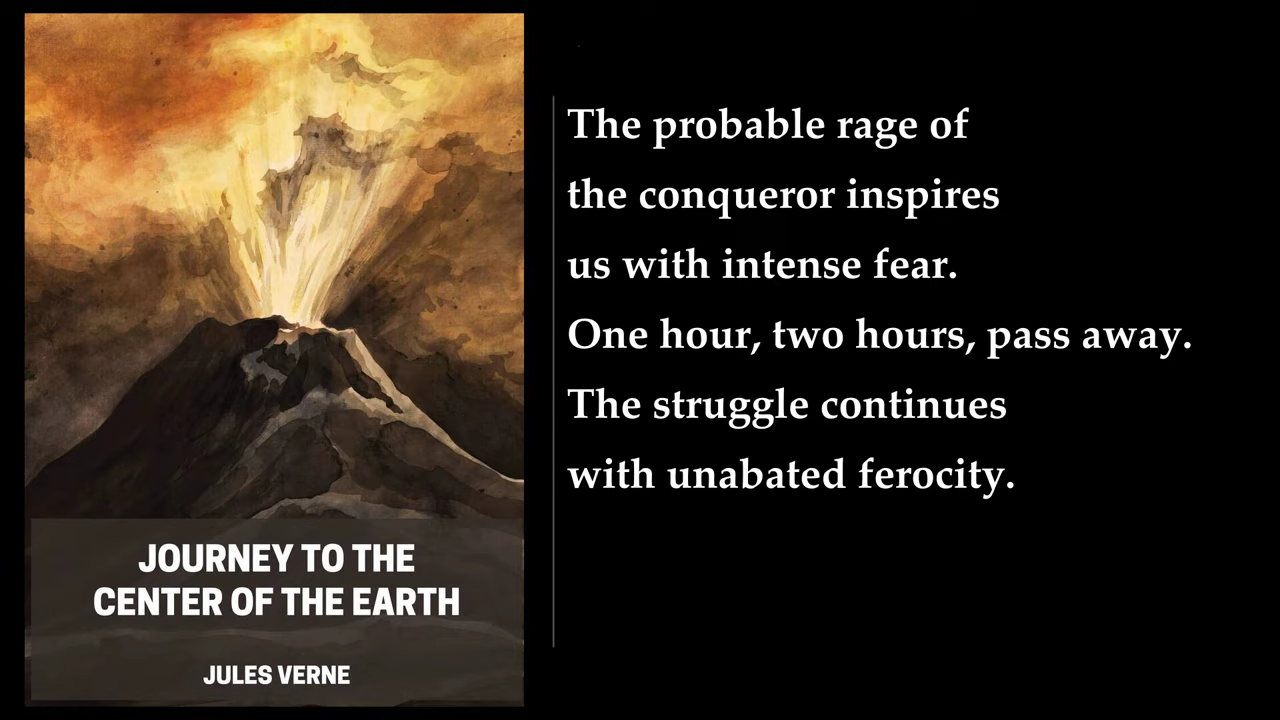 JOURNEY TO THE
CENTER OF THE EARTH
JULES VERNE
The probable rage of
the conqueror inspires
us with intense fear.
One hour, two hours, pass away.
The struggle continues
with unabated ferocity.